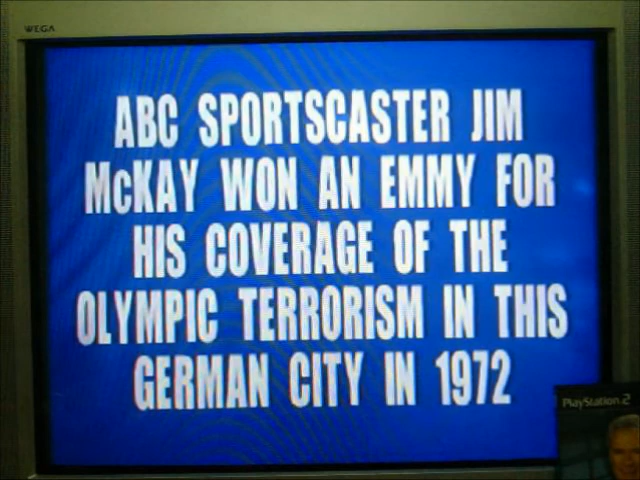 WEGA
ABC SPORTSCASTER JIM
McKAY WON AN EMMY FOR
HIS COVERAGE OF THE
OLYMPIC TERRORISM IN THIS
GERMAN CITY IN 1972
PlayStation 2